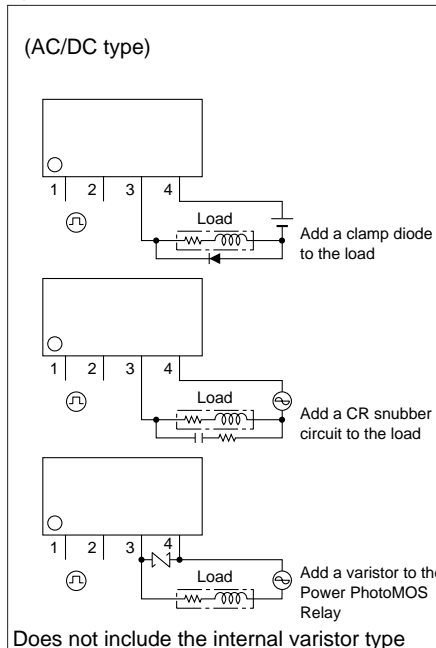 (AC/DC type)
1 2 3 4
Load
Add a clamp diode
to the load
1 2 3 4
Load
Add a CR snubber
circuit to the load
1 2 3 4
Load
Add a varistor to the
Power PhotoMOS
Relay
Does not include the internal varistor type